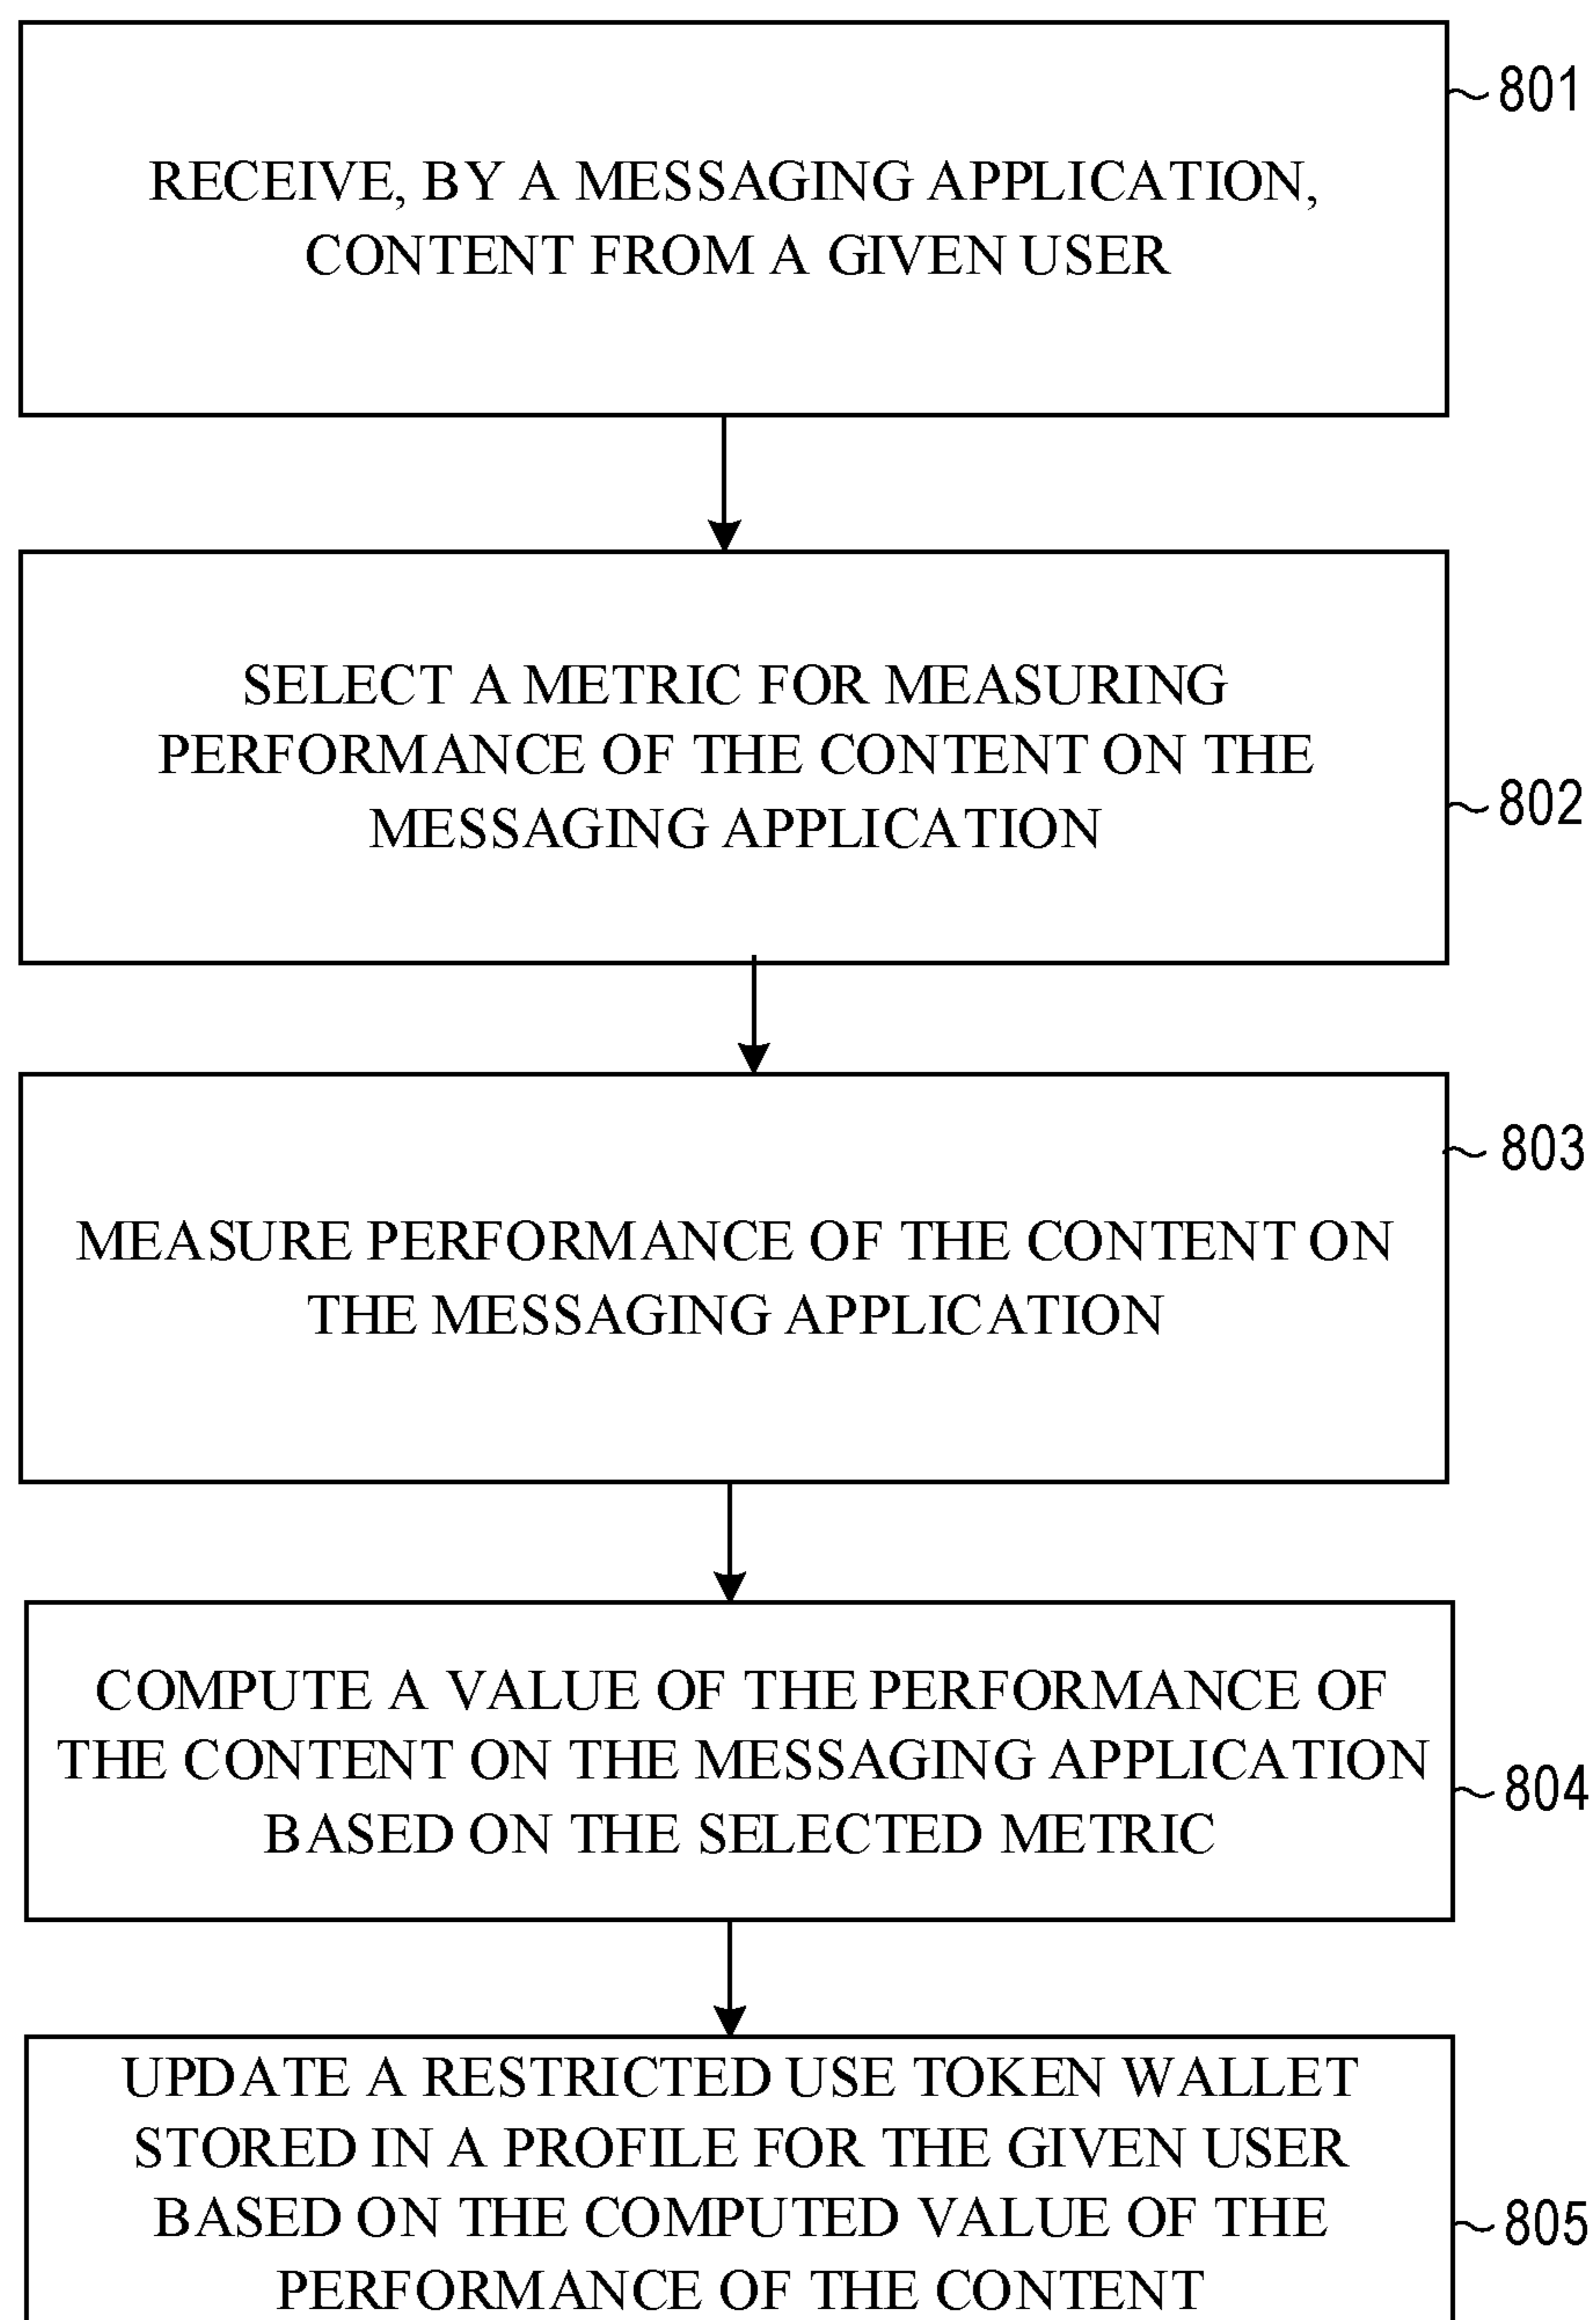 801
RECEIVE, BY A MESSAGING APPLICATION,
CONTENT FROM A GIVEN USER
SELECT A METRIC FOR MEASURING
PERFORMANCE OF THE CONTENT ON THE
MESSAGING APPLICATION
802
803
MEASURE PERFORMANCE OF THE CONTENT ON
THE MESSAGING APPLICATION
COMPUTE A VALUE OF THE PERFORMANCE OF
THE CONTENT ON THE MESSAGING APPLICATION
BASED ON THE SELECTED METRIC
804
UPDATE A RESTRICTED USE TOKEN WALLET
STORED IN A PROFILE FOR THE GIVEN USER
BASED ON THE COMPUTED VALUE OF THE
PERFORMANCE OF THE CONTENT
805